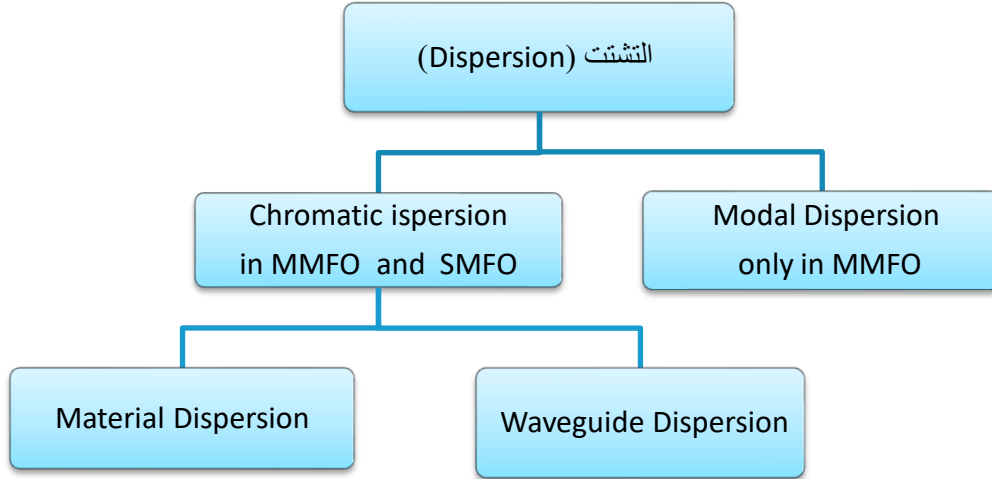 التشتت (Dispersion)
Chromatic ispersion
in MMFO and SMFO
Modal Dispersion
only in MMFO
Material Dispersion
Waveguide Dispersion